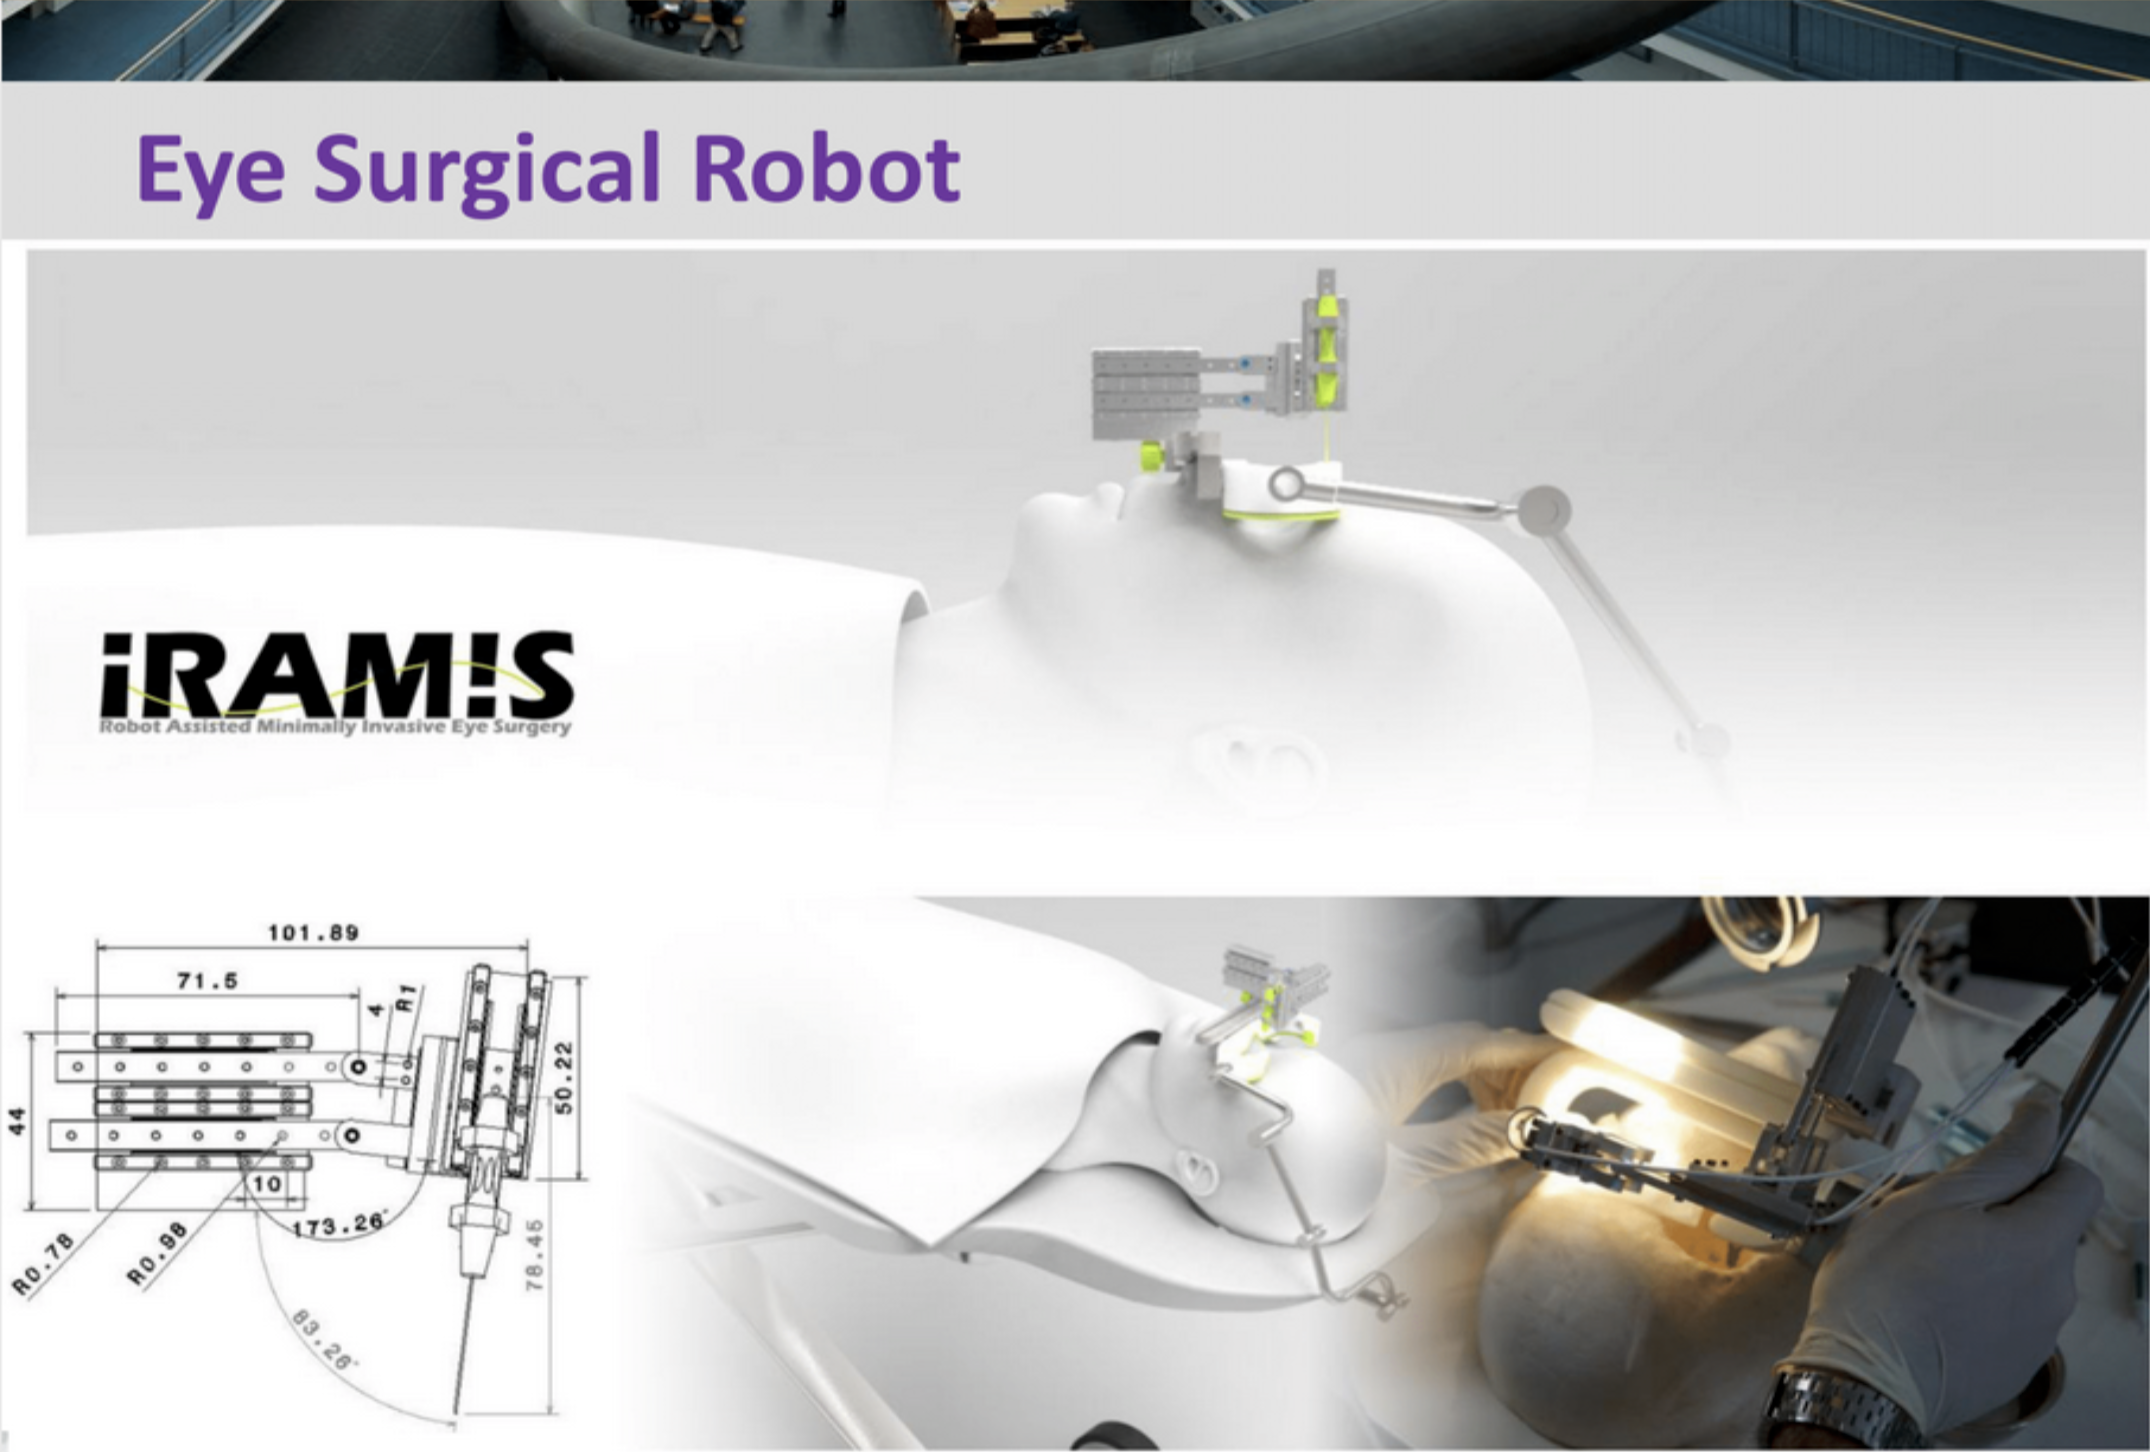 Eye Surgical Robot
iRAM!S
Robot Assisted Minimally Invasive Eye Surgery
101.89
71.5
4
R1
50.22
44
10
173.26°
R0.78
R0.98
78.45
83.26°